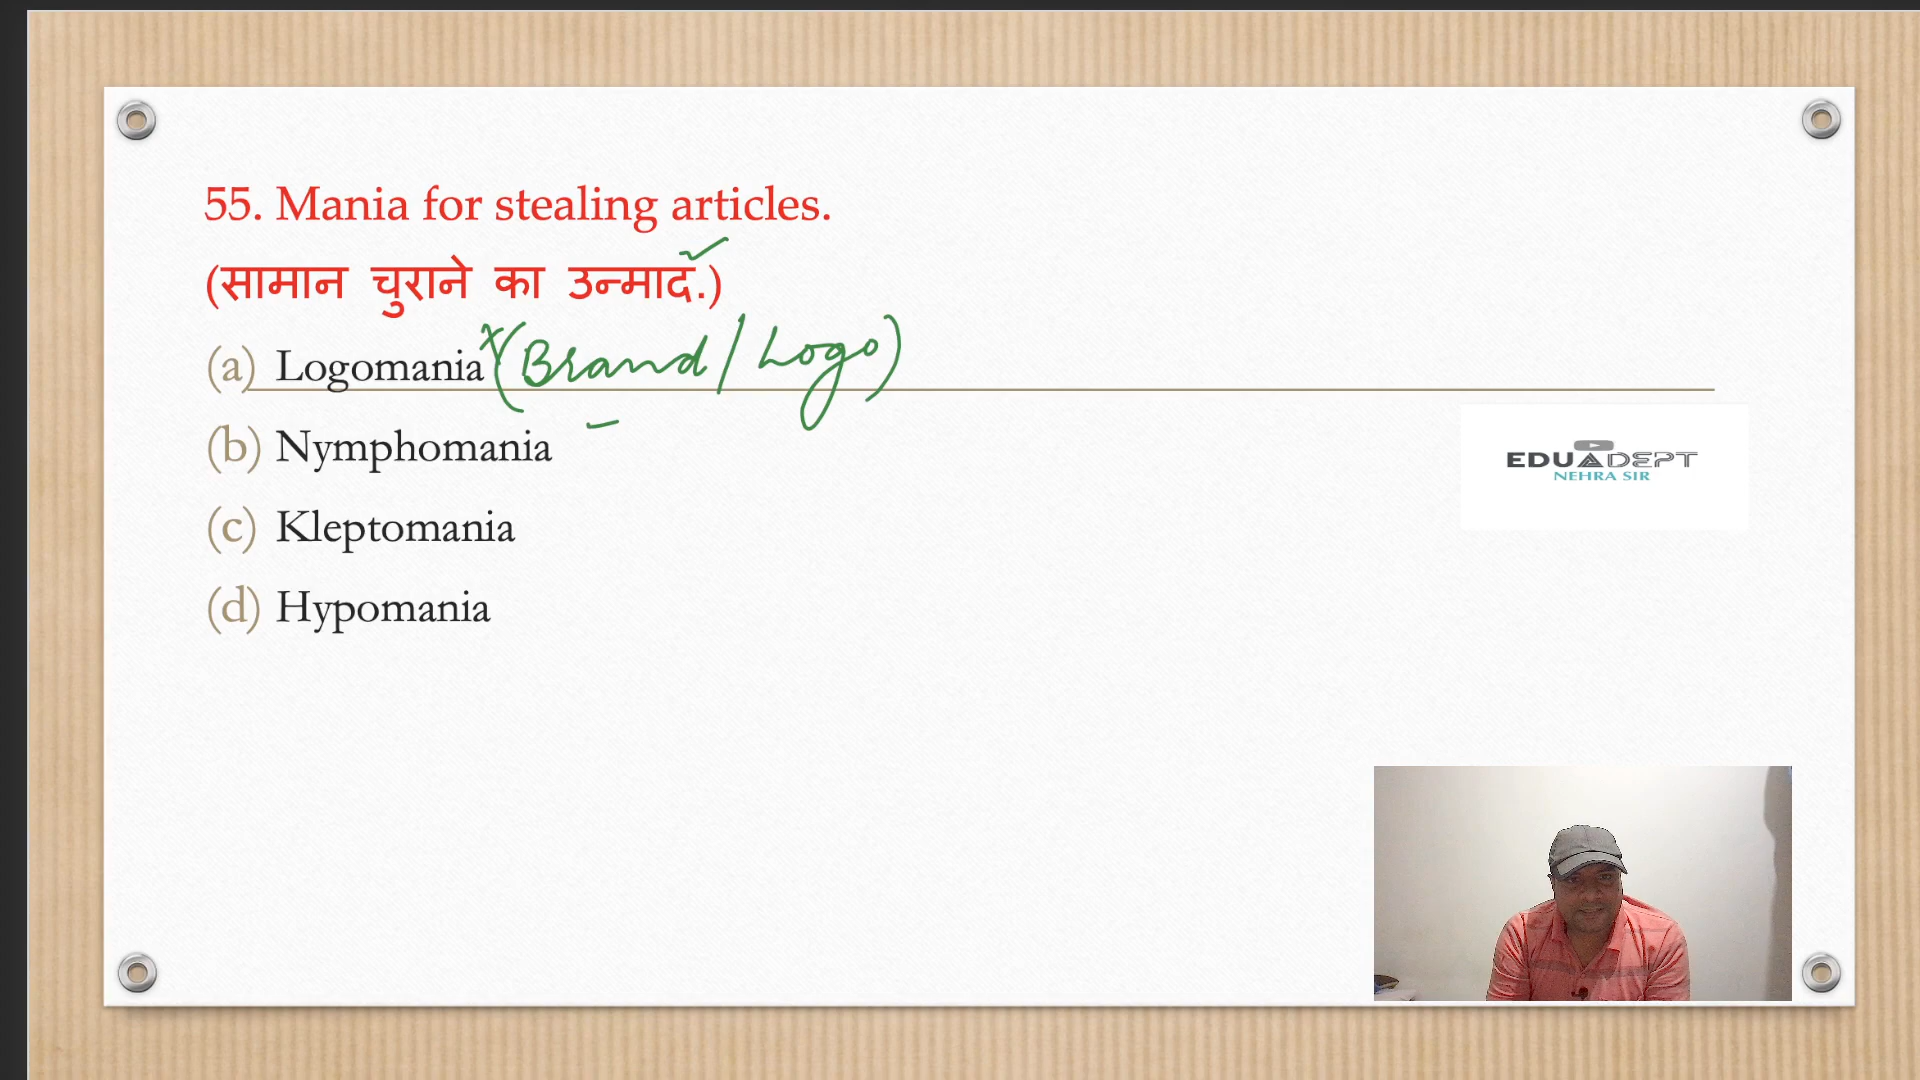 55. Mania for stealing articles.
(सामान चुराने का उन्माद.)
(a) Logomania (Brand/Logo)
(b) Nymphomania
(c) Kleptomania
(d) Hypomania
EDUADEPT
NEHRA SIR